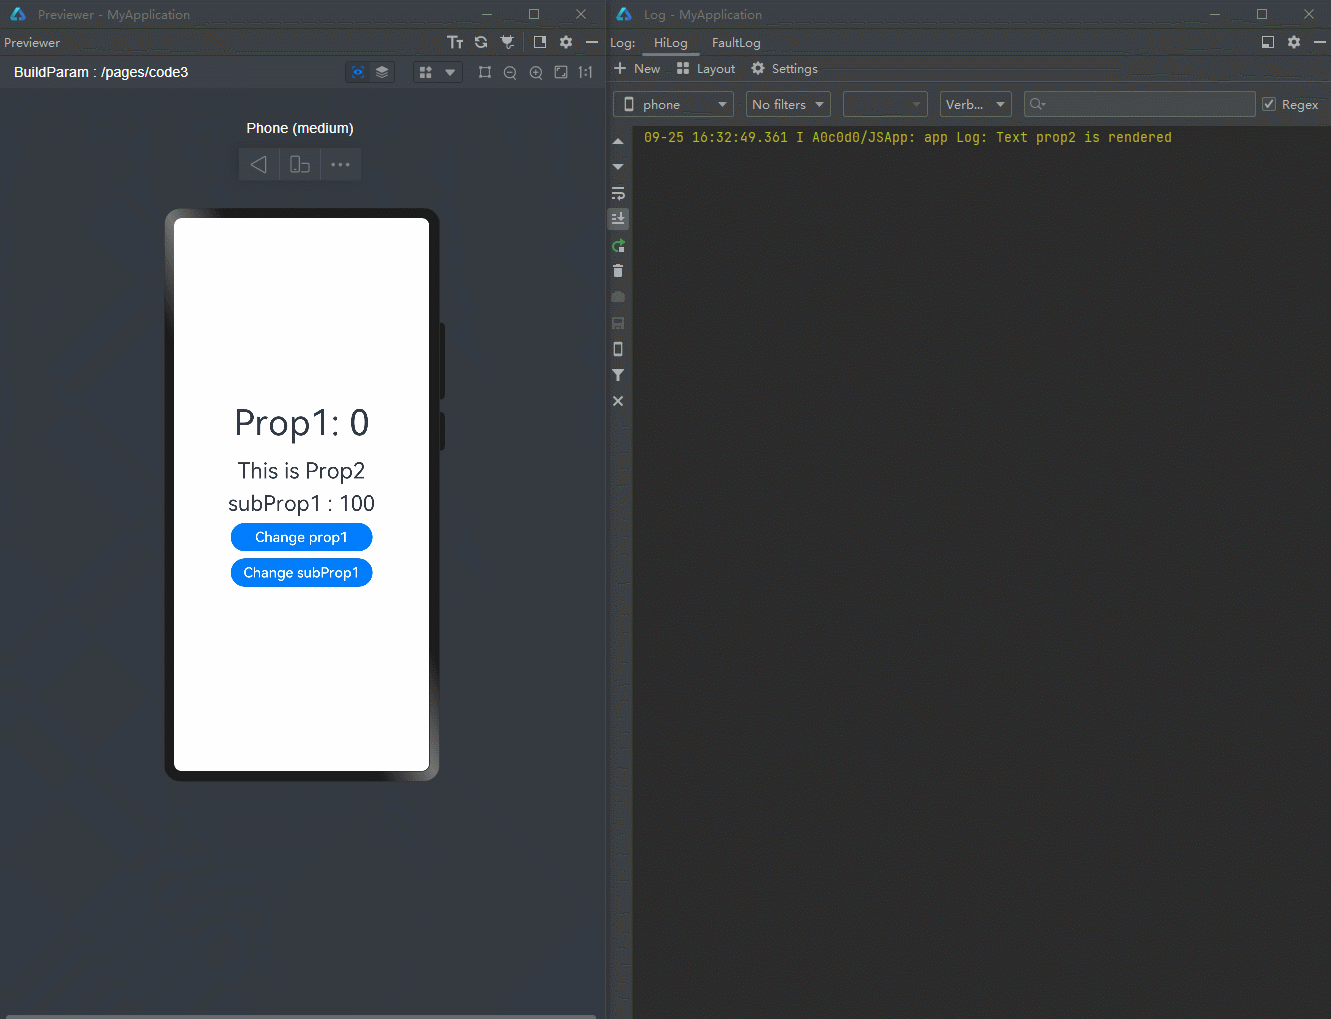 Previewer - MyApplication
Previewer
BuildParam : /pages/code3
1:1
Phone (medium)
Prop1: 0
This is Prop2
subProp1 : 100
Change prop1
Change subProp1
Log - MyApplication
Log: HiLog FaultLog
New Layout Settings
phone No filters Verb... Regex
09-25 16:32:49.361 I A0c0d0/JSApp: app Log: Text prop2 is rendered